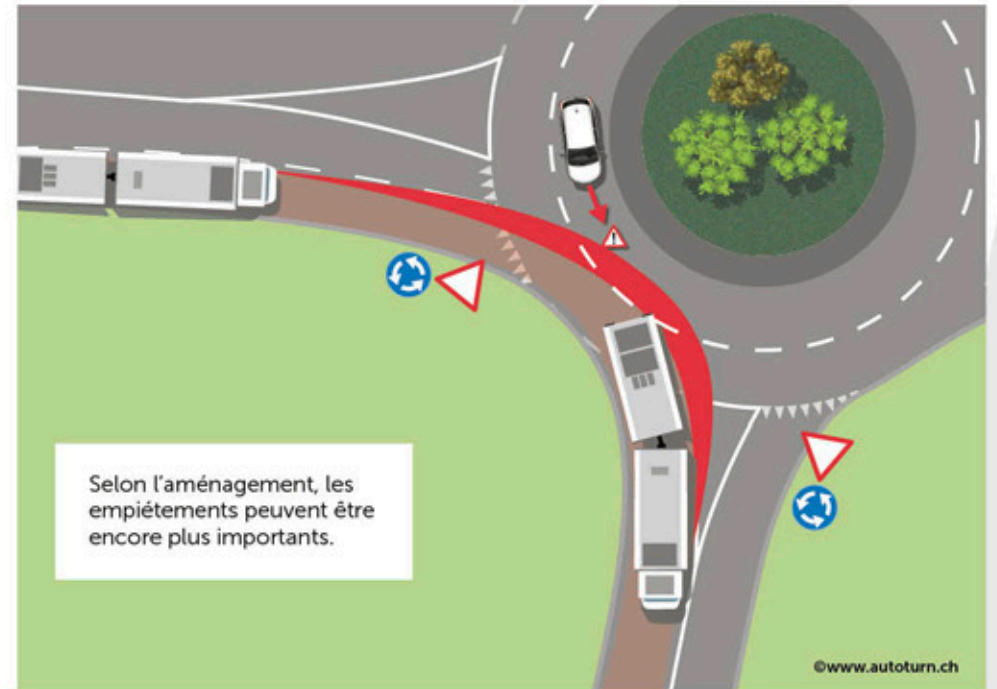 Selon l'aménagement, les
empiétements peuvent être
encore plus importants.
©www.autoturn.ch